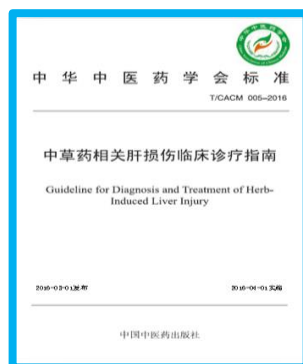 中华中医药学会标准
T/CACM 005—2016
中草药相关肝损伤临床诊疗指南
Guideline for Diagnosis and Treatment of Herb-
Induced Liver Injury
2016-03-01发布 2016-04-01实施
中国中医药出版社